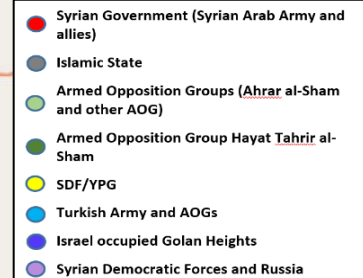 Syrian Government (Syrian Arab Army and
allies)
Islamic State
Armed Opposition Groups (Ahrar al-Sham
and other AOG)
Armed Opposition Group Hayat Tahrir al-
Sham
SDF/YPG
Turkish Army and AOGs
Israel occupied Golan Heights
Syrian Democratic Forces and Russia